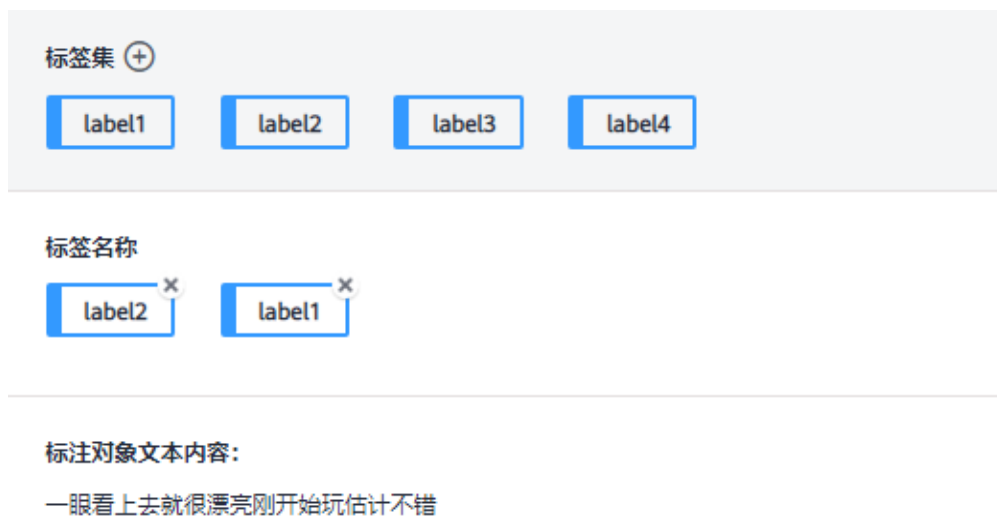 标签集
label1 label2 label3 label4
标签名称
label2 label1
标注对象文本内容：
一眼看上去就很漂亮刚开始玩估计不错